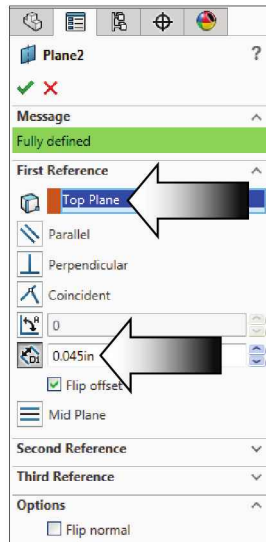 Plane2 ?
Message
Fully defined
First Reference
Top Plane
Parallel
Perpendicular
Coincident
0
0.045in
Flip offset
Mid Plane
Second Reference
Third Reference
Options
Flip normal